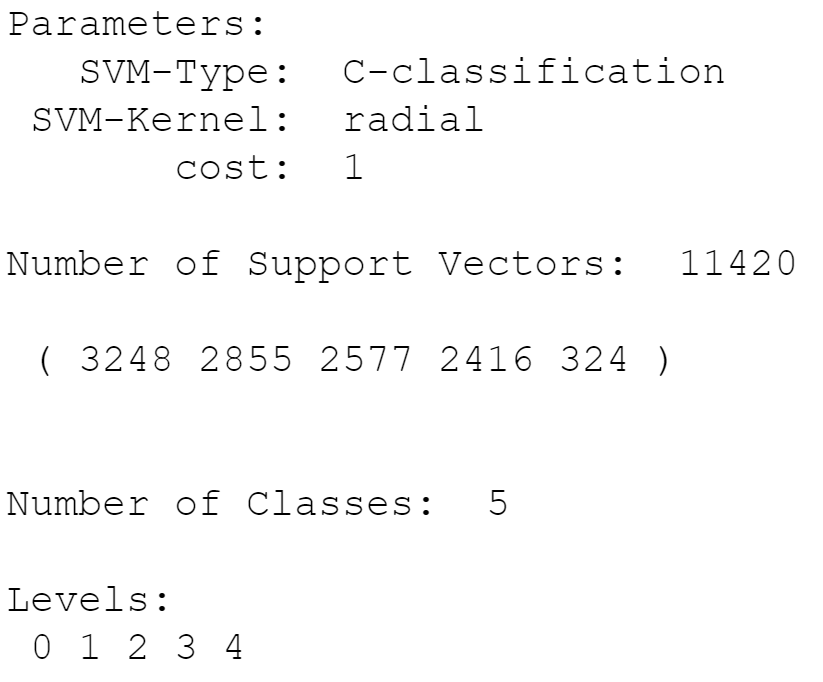 Parameters:
SVM-Type: C-classification
SVM-Kernel: radial
cost: 1
Number of Support Vectors: 11420
( 3248 2855 2577 2416 324 )
Number of Classes: 5
Levels:
0 1 2 3 4